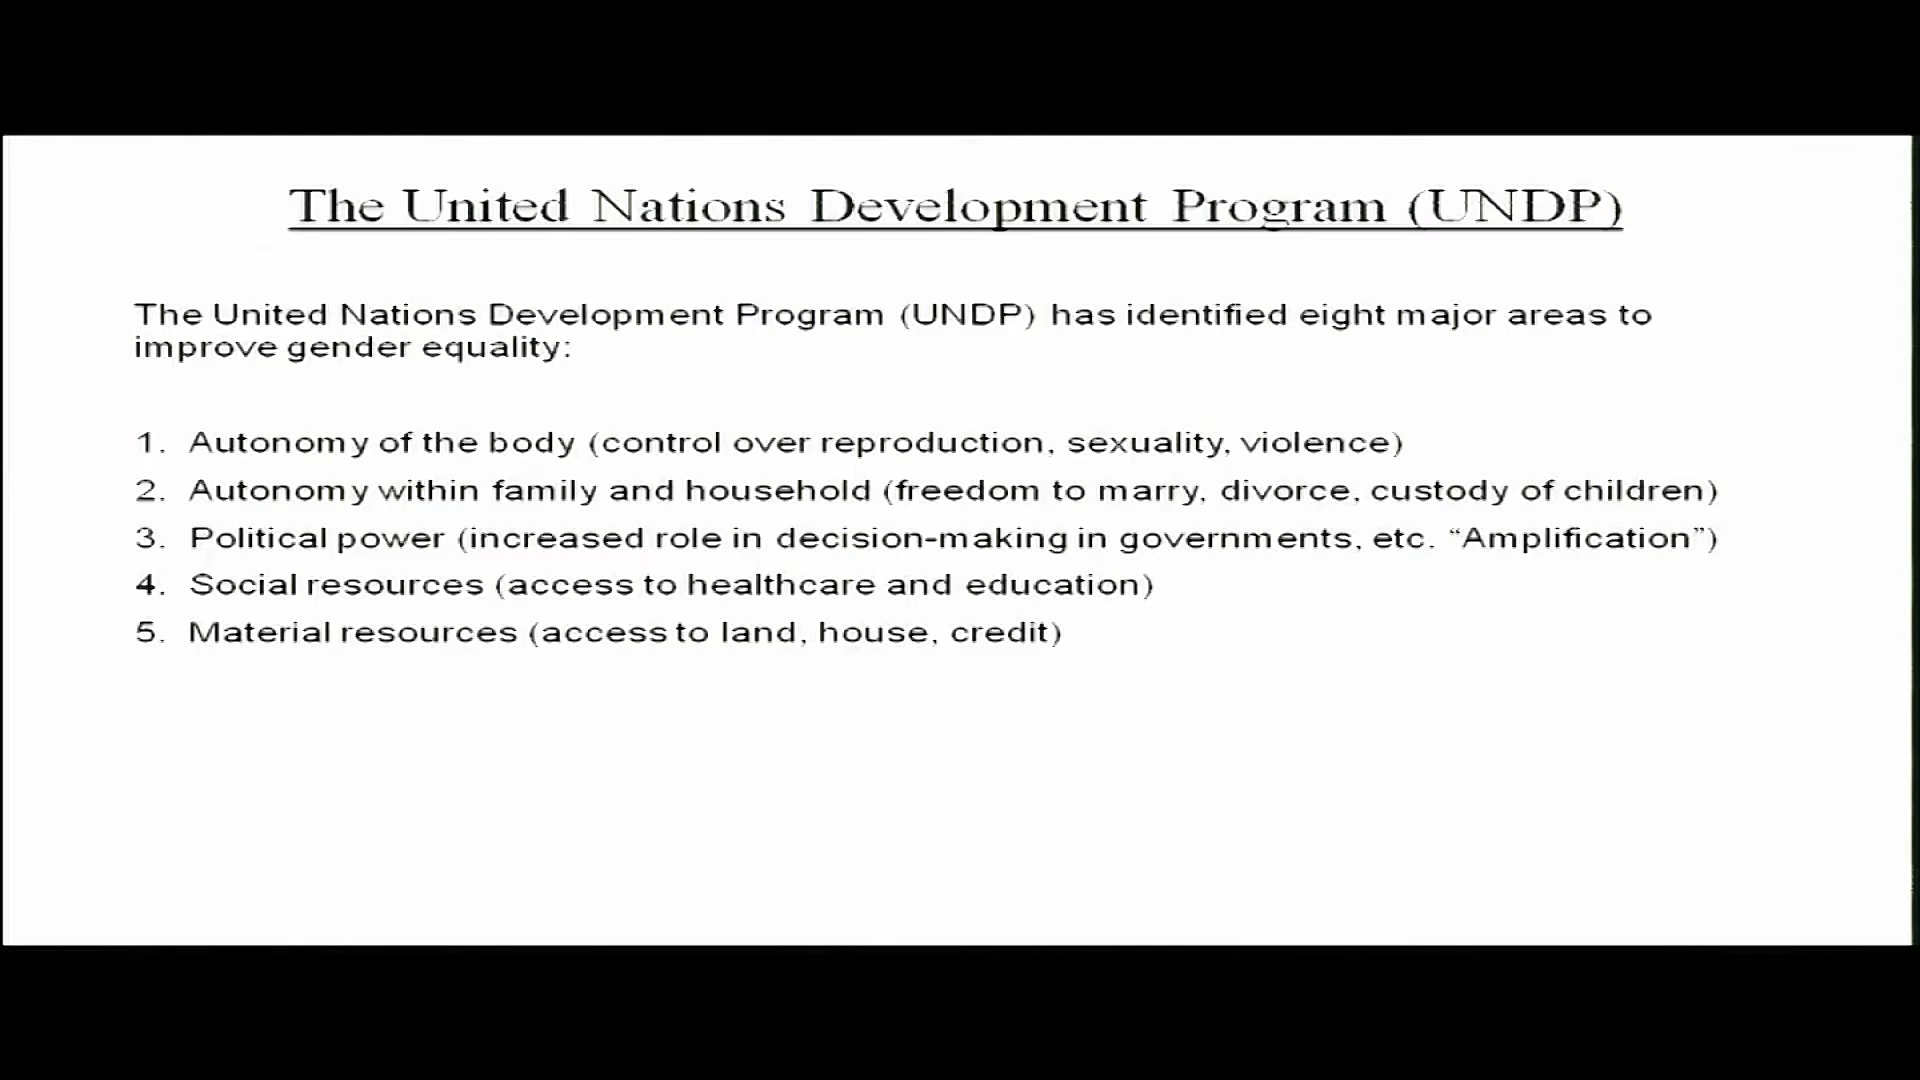 The United Nations Development Program (UNDP)
The United Nations Development Program (UNDP) has identified eight major areas to
improve gender equality:
1. Autonomy of the body (control over reproduction, sexuality, violence)
2. Autonomy within family and household (freedom to marry, divorce, custody of children)
3. Political power (increased role in decision-making in governments, etc. “Amplification”)
4. Social resources (access to healthcare and education)
5. Material resources (access to land, house, credit)